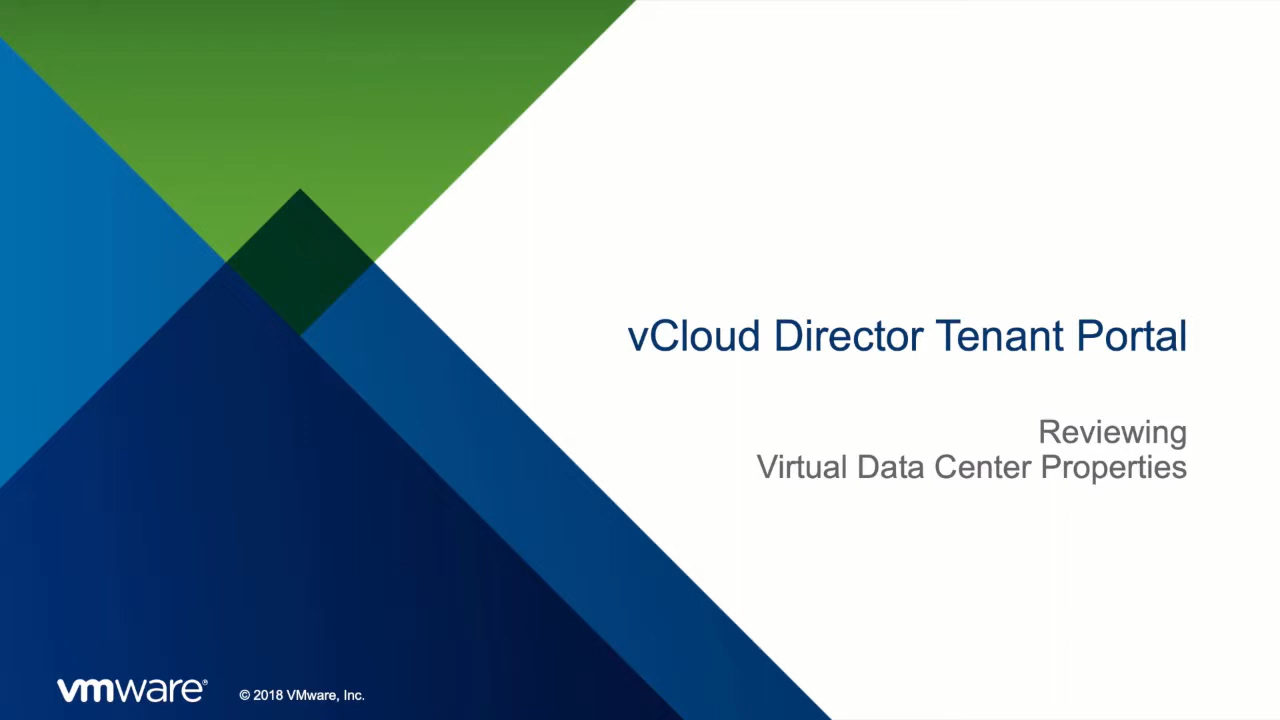 vCloud Director Tenant Portal
Reviewing
Virtual Data Center Properties
vmware®
© 2018 VMware, Inc.